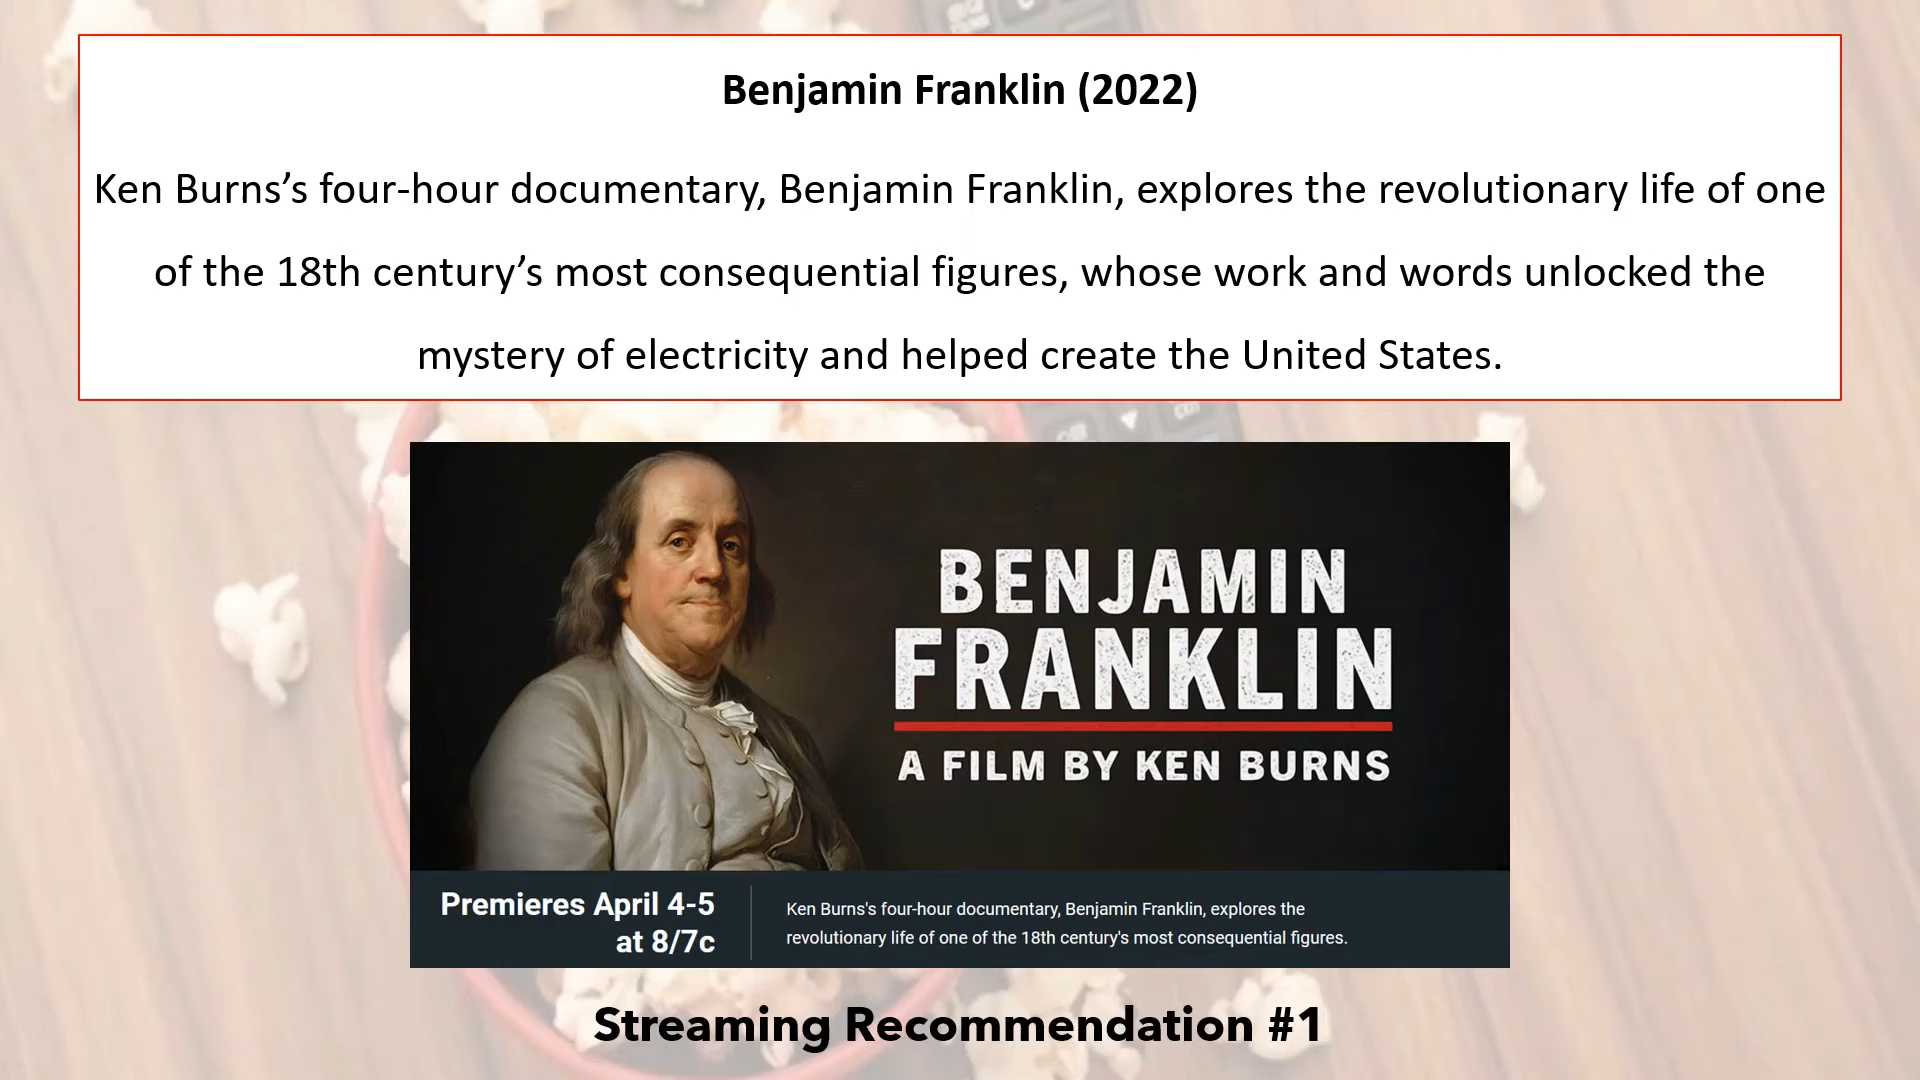 Benjamin Franklin (2022)
Ken Burns’s four-hour documentary, Benjamin Franklin, explores the revolutionary life of one
of the 18th century’s most consequential figures, whose work and words unlocked the
mystery of electricity and helped create the United States.
BENJAMIN
FRANKLIN
A FILM BY KEN BURNS
Premieres April 4-5
at 8/7c
Ken Burns's four-hour documentary, Benjamin Franklin, explores the
revolutionary life of one of the 18th century's most consequential figures.
Streaming Recommendation #1